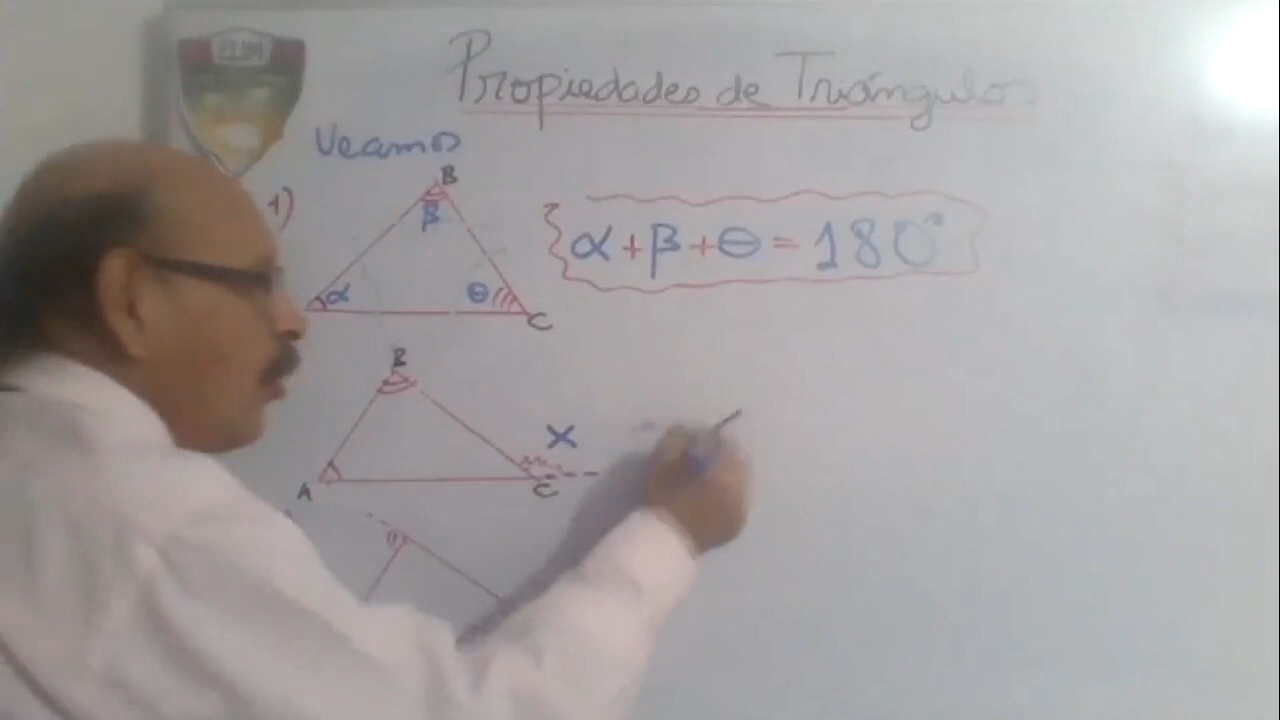 Propiedades de Triángulos
Veamos
1)
B
β
α
θ
C
α+β+θ=180°
B
X
A
C